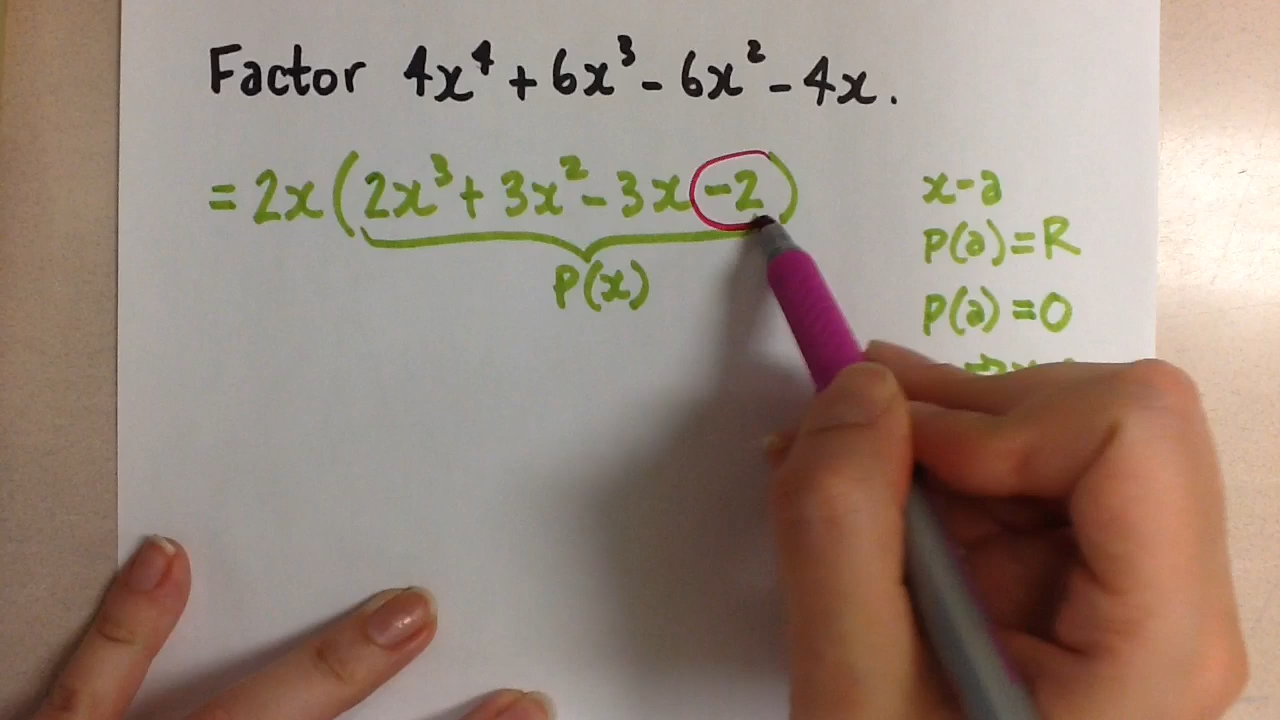 Factor 4x⁴ + 6x³ - 6x² - 4x.
= 2x(2x³ + 3x² - 3x - 2)
P(x)
x-a
P(a)=R
P(a)=0